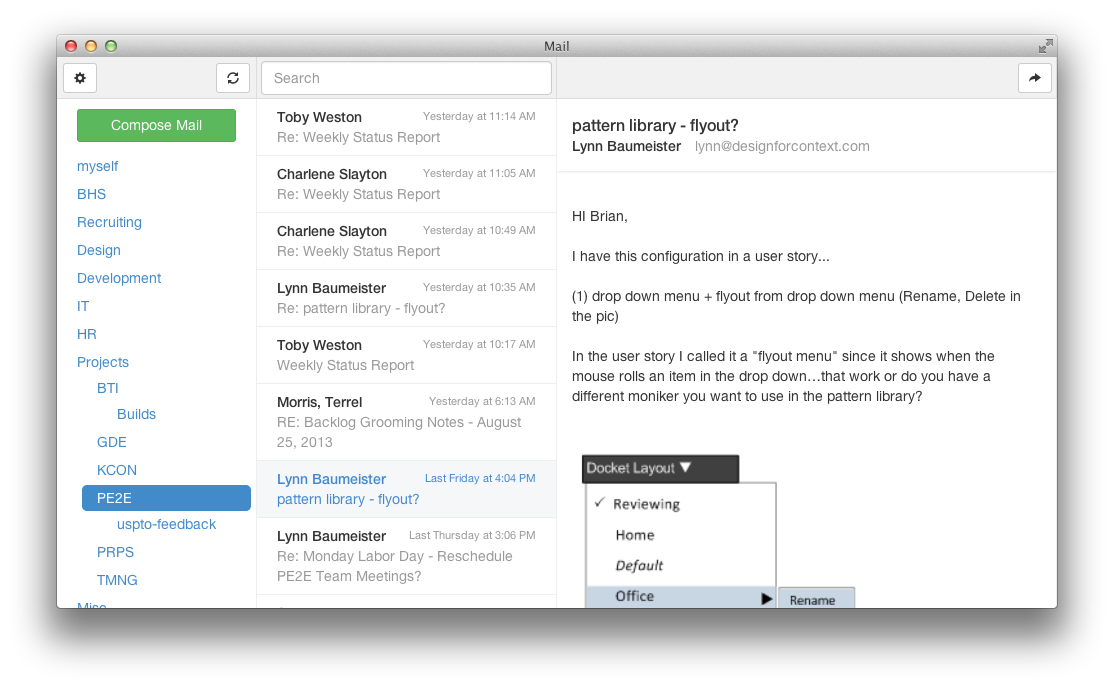 Mail
Search
Compose Mail
myself
BHS
Recruiting
Design
Development
IT
HR
Projects
BTI
Builds
GDE
KCON
PE2E
uspto-feedback
PRPS
TMNG
Misc
Toby Weston Yesterday at 11:14 AM
Re: Weekly Status Report
Charlene Slayton Yesterday at 11:05 AM
Re: Weekly Status Report
Charlene Slayton Yesterday at 10:49 AM
Re: Weekly Status Report
Lynn Baumeister Yesterday at 10:35 AM
Re: pattern library - flyout?
Toby Weston Yesterday at 10:17 AM
Weekly Status Report
Morris, Terrel Yesterday at 6:13 AM
RE: Backlog Grooming Notes - August
25, 2013
Lynn Baumeister Last Friday at 4:04 PM
pattern library - flyout?
Lynn Baumeister Last Thursday at 3:06 PM
Re: Monday Labor Day - Reschedule
PE2E Team Meetings?
pattern library - flyout?
Lynn Baumeister lynn@designforcontext.com
HI Brian,
I have this configuration in a user story...
(1) drop down menu + flyout from drop down menu (Rename, Delete in
the pic)
In the user story I called it a "flyout menu" since it shows when the
mouse rolls an item in the drop down…that work or do you have a
different moniker you want to use in the pattern library?
Docket Layout ▼
✓ Reviewing
Home
Default
Office ▶ Rename